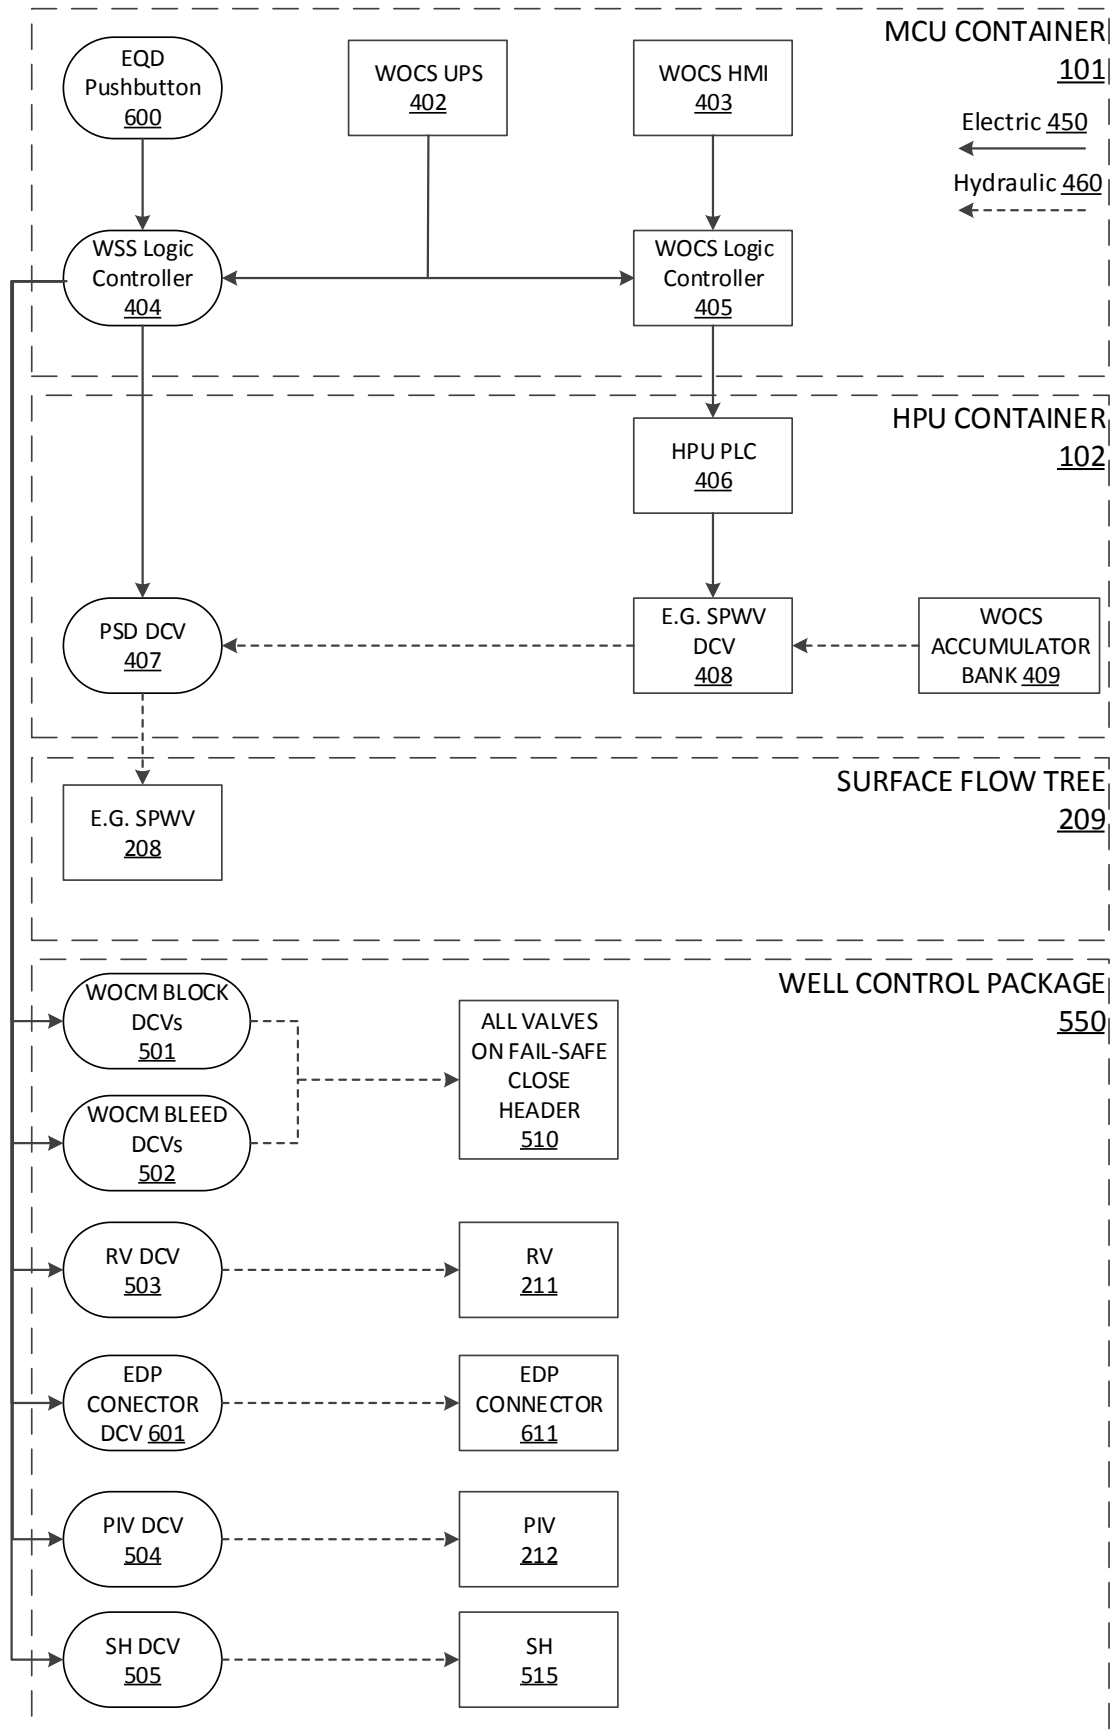 MCU CONTAINER
101
EQD
Pushbutton
600
WOCS UPS
402
WOCS HMI
403
Electric 450
Hydraulic 460
WSS Logic
Controller
404
WOCS Logic
Controller
405
HPU CONTAINER
102
HPU PLC
406
PSD DCV
407
E.G. SPWV
DCV
408
WOCS
ACCUMULATOR
BANK 409
SURFACE FLOW TREE
209
E.G. SPWV
208
WELL CONTROL PACKAGE
550
WOCM BLOCK
DCVs
501
ALL VALVES
ON FAIL-SAFE
CLOSE
HEADER
510
WOCM BLEED
DCVs
502
RV DCV
503
RV
211
EDP
CONECTOR
DCV 601
EDP
CONNECTOR
611
PIV DCV
504
PIV
212
SH DCV
505
SH
515